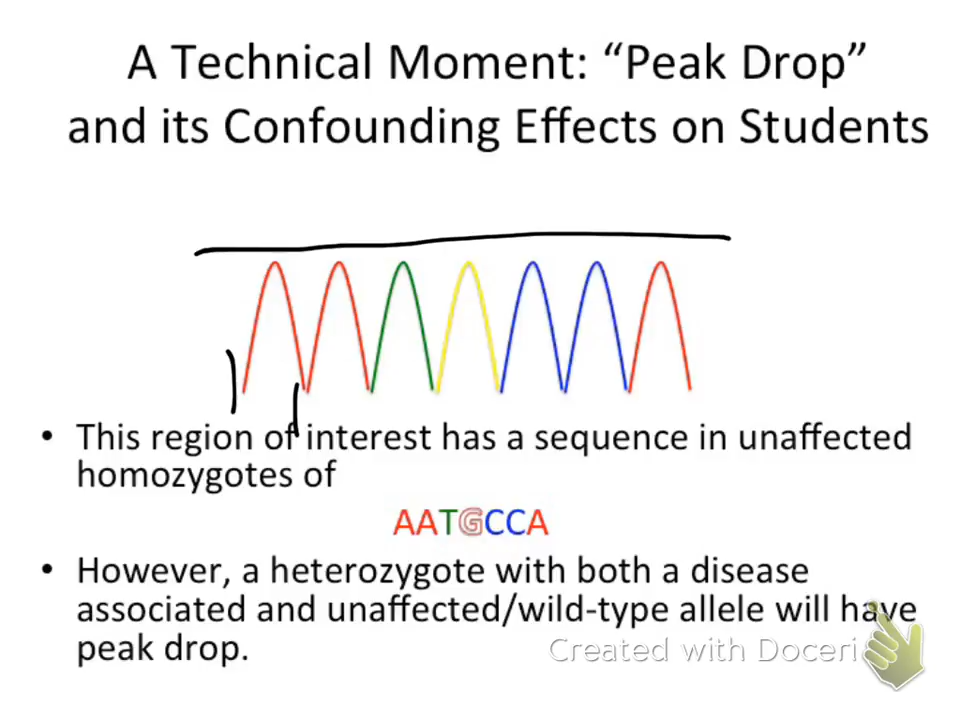 A Technical Moment: “Peak Drop”
and its Confounding Effects on Students
• This region of interest has a sequence in unaffected
homozygotes of
AATGCCA
• However, a heterozygote with both a disease
associated and unaffected/wild-type allele will have
peak drop.
Created with Doceri